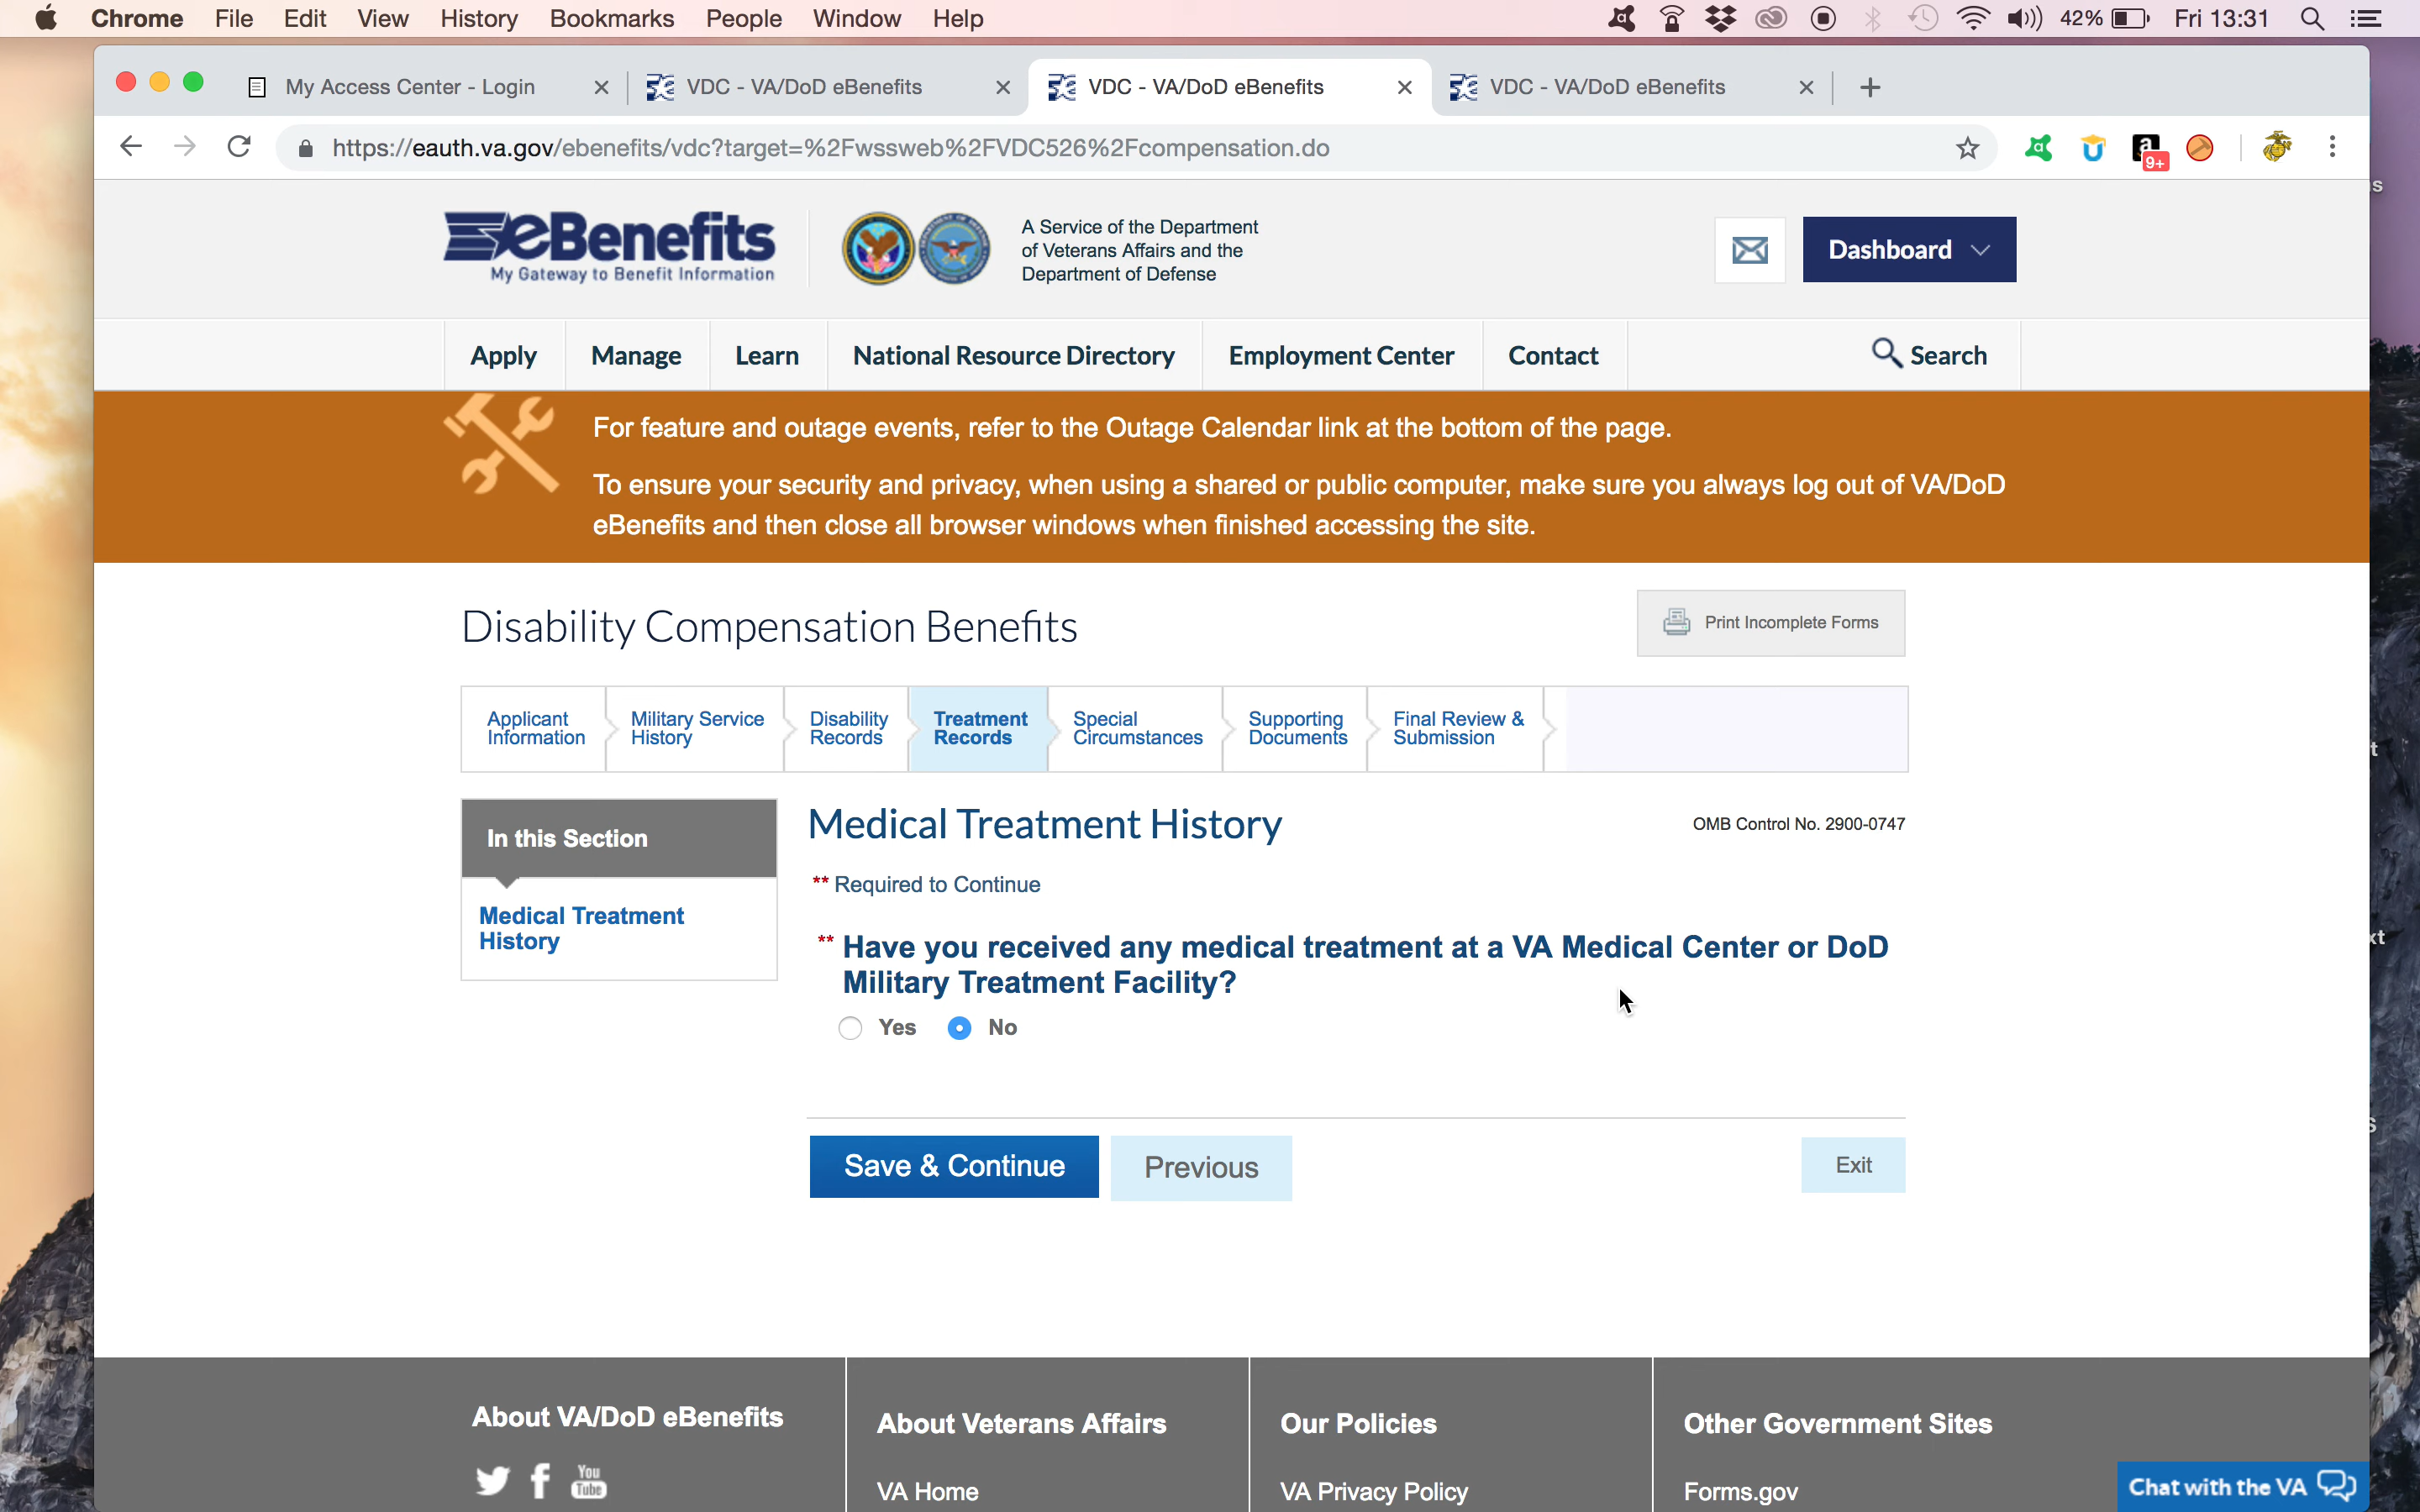 Chrome File Edit View History Bookmarks People Window Help 42% Fri 13:31
My Access Center - Login
VDC - VA/DoD eBenefits
VDC - VA/DoD eBenefits
VDC - VA/DoD eBenefits
https://eauth.va.gov/ebenefits/vdc?target=%2Fwssweb%2FVDC526%2Fcompensation.do
9+
eBenefits
My Gateway to Benefit Information
A Service of the Department
of Veterans Affairs and the
Department of Defense
Dashboard
Apply Manage Learn National Resource Directory Employment Center Contact Search
For feature and outage events, refer to the Outage Calendar link at the bottom of the page.
To ensure your security and privacy, when using a shared or public computer, make sure you always log out of VA/DoD
eBenefits and then close all browser windows when finished accessing the site.
Disability Compensation Benefits
Print Incomplete Forms
Applicant
Information
Military Service
History
Disability
Records
Treatment
Records
Special
Circumstances
Supporting
Documents
Final Review &
Submission
In this Section
Medical Treatment
History
Medical Treatment History
OMB Control No. 2900-0747
** Required to Continue
** Have you received any medical treatment at a VA Medical Center or DoD
Military Treatment Facility?
Yes No
Save & Continue
Previous
Exit
About VA/DoD eBenefits
You
Tube
About Veterans Affairs
VA Home
Our Policies
VA Privacy Policy
Other Government Sites
Forms.gov
Chat with the VA